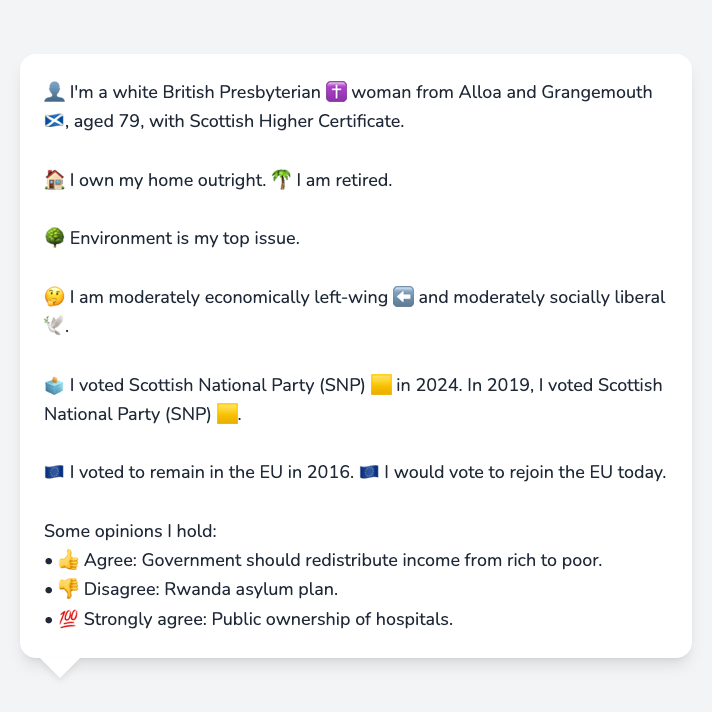 👤 I'm a white British Presbyterian ✝️ woman from Alloa and Grangemouth
🏴󠁧󠁢󠁳󠁣󠁴󠁿, aged 79, with Scottish Higher Certificate.
🏠 I own my home outright. 🌴 I am retired.
🌳 Environment is my top issue.
🤔 I am moderately economically left-wing ⬅️ and moderately socially liberal
🕊️.
🗳️ I voted Scottish National Party (SNP) 🟨 in 2024. In 2019, I voted Scottish
National Party (SNP) 🟨.
🇪🇺 I voted to remain in the EU in 2016. 🇪🇺 I would vote to rejoin the EU today.
Some opinions I hold:
• 👍 Agree: Government should redistribute income from rich to poor.
• 👎 Disagree: Rwanda asylum plan.
• 💯 Strongly agree: Public ownership of hospitals.